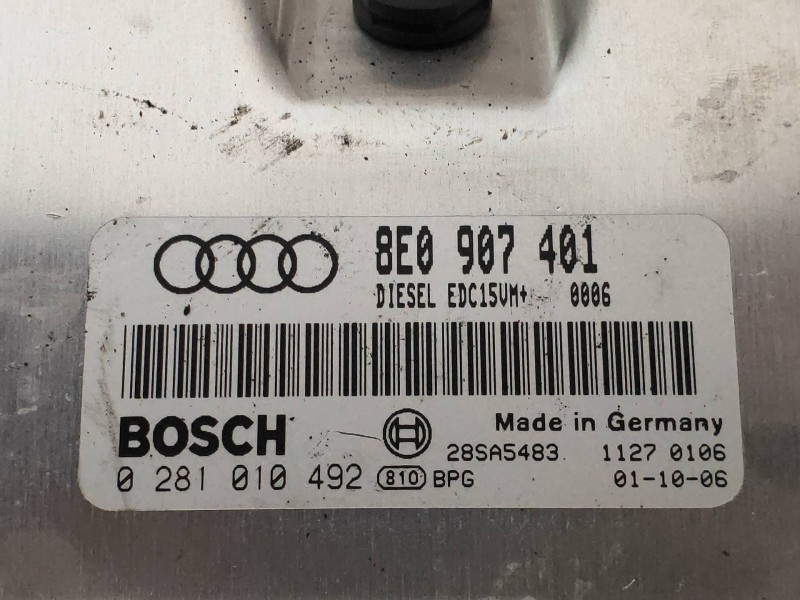 8E0 907 401
DIESEL EDC15VM+ 0006
BOSCH Made in Germany
28SA5483 1127 0106
0 281 010 492 810 BPG 01-10-06